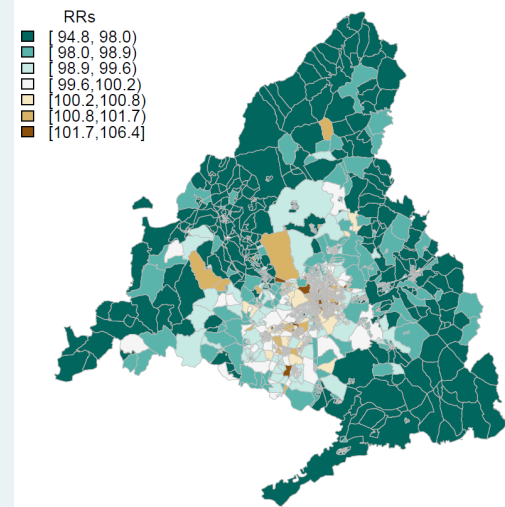 RRs
[ 94.8, 98.0)
[ 98.0, 98.9)
[ 98.9, 99.6)
[ 99.6,100.2)
[100.2,100.8)
[100.8,101.7)
[101.7,106.4]